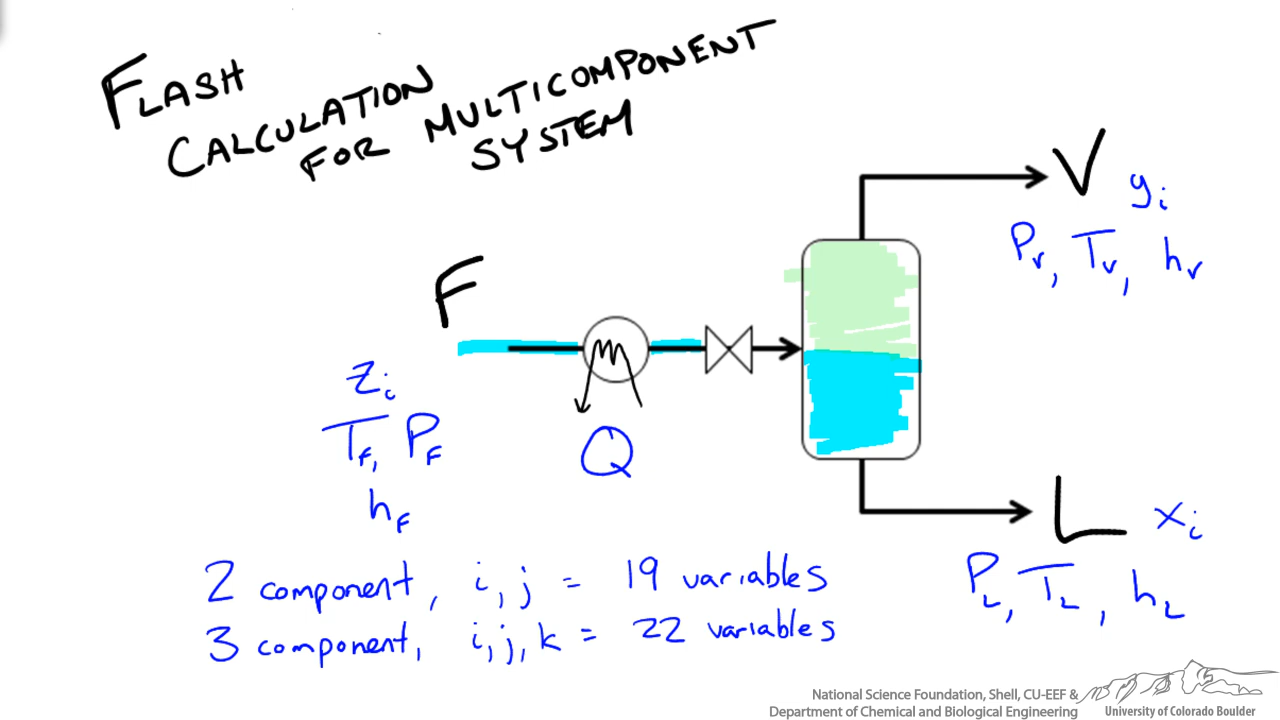 FLASH
CALCULATION
FOR MULTICOMPONENT
SYSTEM
V yi
Pv, Tv, hv
F
zi
TF, PF
hF
Q
L xi
PL, TL, hL
2 component, i,j = 19 variables
3 component, i,j,k = 22 variables
National Science Foundation, Shell, CU-EEF &
Department of Chemical and Biological Engineering
University of Colorado Boulder